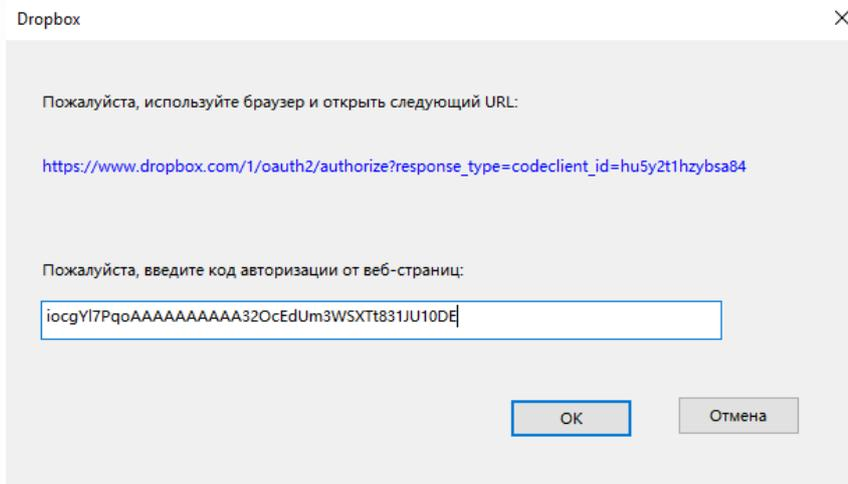 Dropbox
Пожалуйста, используйте браузер и открыть следующий URL:
https://www.dropbox.com/1/oauth2/authorize?response_type=codeclient_id=hu5y2t1hzybsa84
Пожалуйста, введите код авторизации от веб-страниц:
iocgYl7PqoAAAAAAAAAA32OcEdUm3WSXTt831JU10DE
OK
Отмена